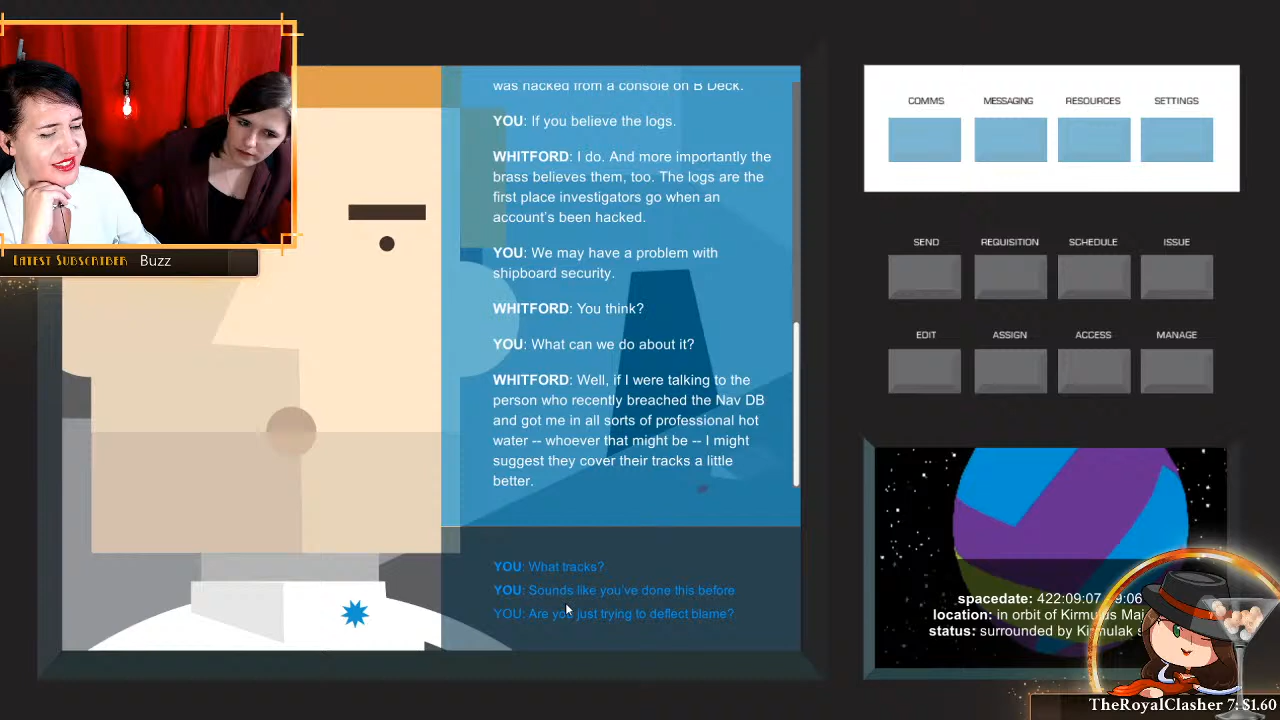 was hacked from a console on B Deck.
YOU: If you believe the logs.
WHITFORD: I do. And more importantly the
brass believes them, too. The logs are the
first place investigators go when an
account's been hacked.
YOU: We may have a problem with
shipboard security.
WHITFORD: You think?
YOU: What can we do about it?
WHITFORD: Well, if I were talking to the
person who recently breached the Nav DB
and got me in all sorts of professional hot
water -- whoever that might be -- I might
suggest they cover their tracks a little
better.
YOU: What tracks?
YOU: Sounds like you've done this before
YOU: Are you just trying to deflect blame?
LATEST SUBSCRIBER Buzz
COMMS MESSAGING RESOURCES SETTINGS
SEND REQUISITION SCHEDULE ISSUE
EDIT ASSIGN ACCESS MANAGE
spacedate: 422:09:07 - 9:06
location: in orbit of Kirmulus
status: surrounded by Kirmulak
TheRoyalClasher 7: $1.60